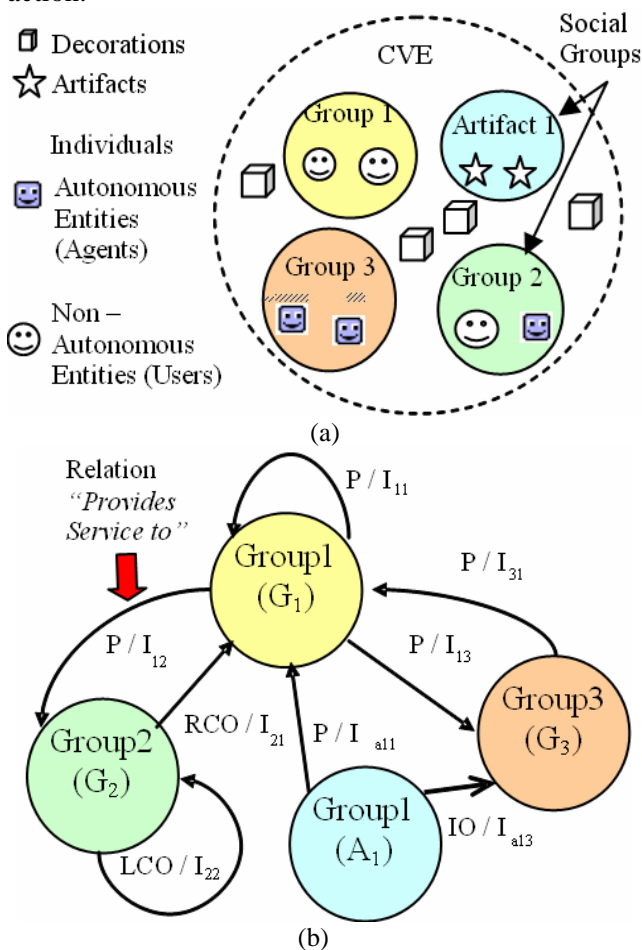 action.
Decorations
Artifacts
Individuals
Autonomous
Entities
(Agents)
Non –
Autonomous
Entities (Users)
CVE
Social
Groups
Group 1
Artifact 1
Group 3
Group 2
(a)
Relation
“Provides
Service to”
P / I11
P / I12
P / I31
P / I13
RCO / I21
P / I a11
IO / I a13
LCO / I22
Group1
(G1)
Group2
(G2)
Group3
(G3)
Group1
(A1)
(b)